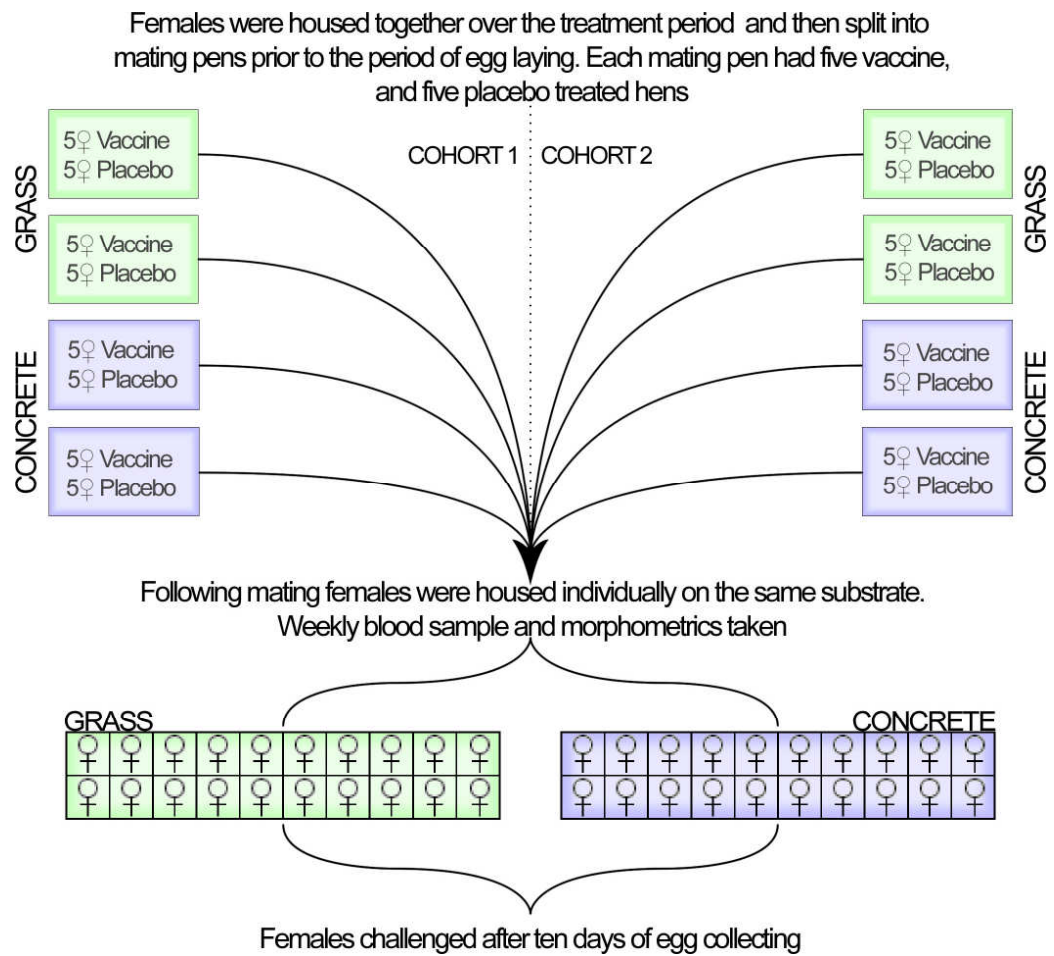 Females were housed together over the treatment period and then split into
mating pens prior to the period of egg laying. Each mating pen had five vaccine,
and five placebo treated hens
COHORT 1
COHORT 2
GRASS
5♀ Vaccine
5♀ Placebo
5♀ Vaccine
5♀ Placebo
CONCRETE
5♀ Vaccine
5♀ Placebo
5♀ Vaccine
5♀ Placebo
GRASS
5♀ Vaccine
5♀ Placebo
5♀ Vaccine
5♀ Placebo
CONCRETE
5♀ Vaccine
5♀ Placebo
5♀ Vaccine
5♀ Placebo
Following mating females were housed individually on the same substrate.
Weekly blood sample and morphometrics taken
GRASS
♀ ♀ ♀ ♀ ♀ ♀ ♀ ♀ ♀ ♀
♀ ♀ ♀ ♀ ♀ ♀ ♀ ♀ ♀ ♀
CONCRETE
♀ ♀ ♀ ♀ ♀ ♀ ♀ ♀ ♀ ♀
♀ ♀ ♀ ♀ ♀ ♀ ♀ ♀ ♀ ♀
Females challenged after ten days of egg collecting